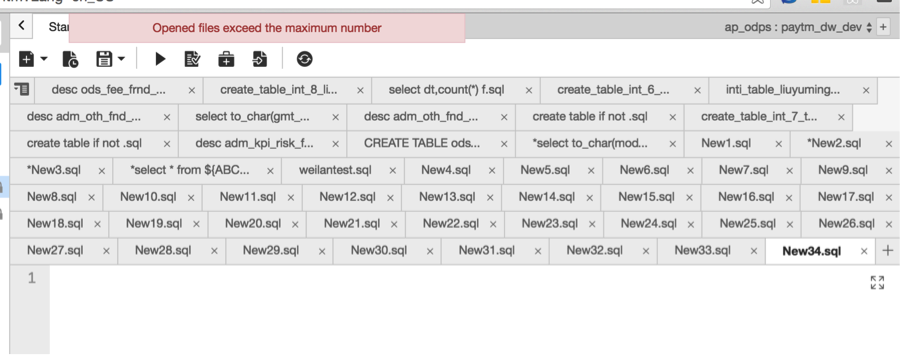 Opened files exceed the maximum number
ap_odps : paytm_dw_dev
desc ods_fee_frnd_... create_table_int_8_li... select dt,count(*) f.sql create_table_int_6_... inti_table_liuyuming...
desc adm_oth_fnd_... select to_char(gmt_... desc adm_oth_fnd_... create table if not .sql create_table_int_7_t...
create table if not .sql desc adm_kpi_risk_f... CREATE TABLE ods... *select to_char(mod... New1.sql *New2.sql
*New3.sql *select * from ${ABC... weilantest.sql New4.sql New5.sql New6.sql New7.sql New9.sql
New8.sql New10.sql New11.sql New12.sql New13.sql New14.sql New15.sql New16.sql New17.sql
New18.sql New19.sql New20.sql New21.sql New22.sql New23.sql New24.sql New25.sql New26.sql
New27.sql New28.sql New29.sql New30.sql New31.sql New32.sql New33.sql New34.sql
1